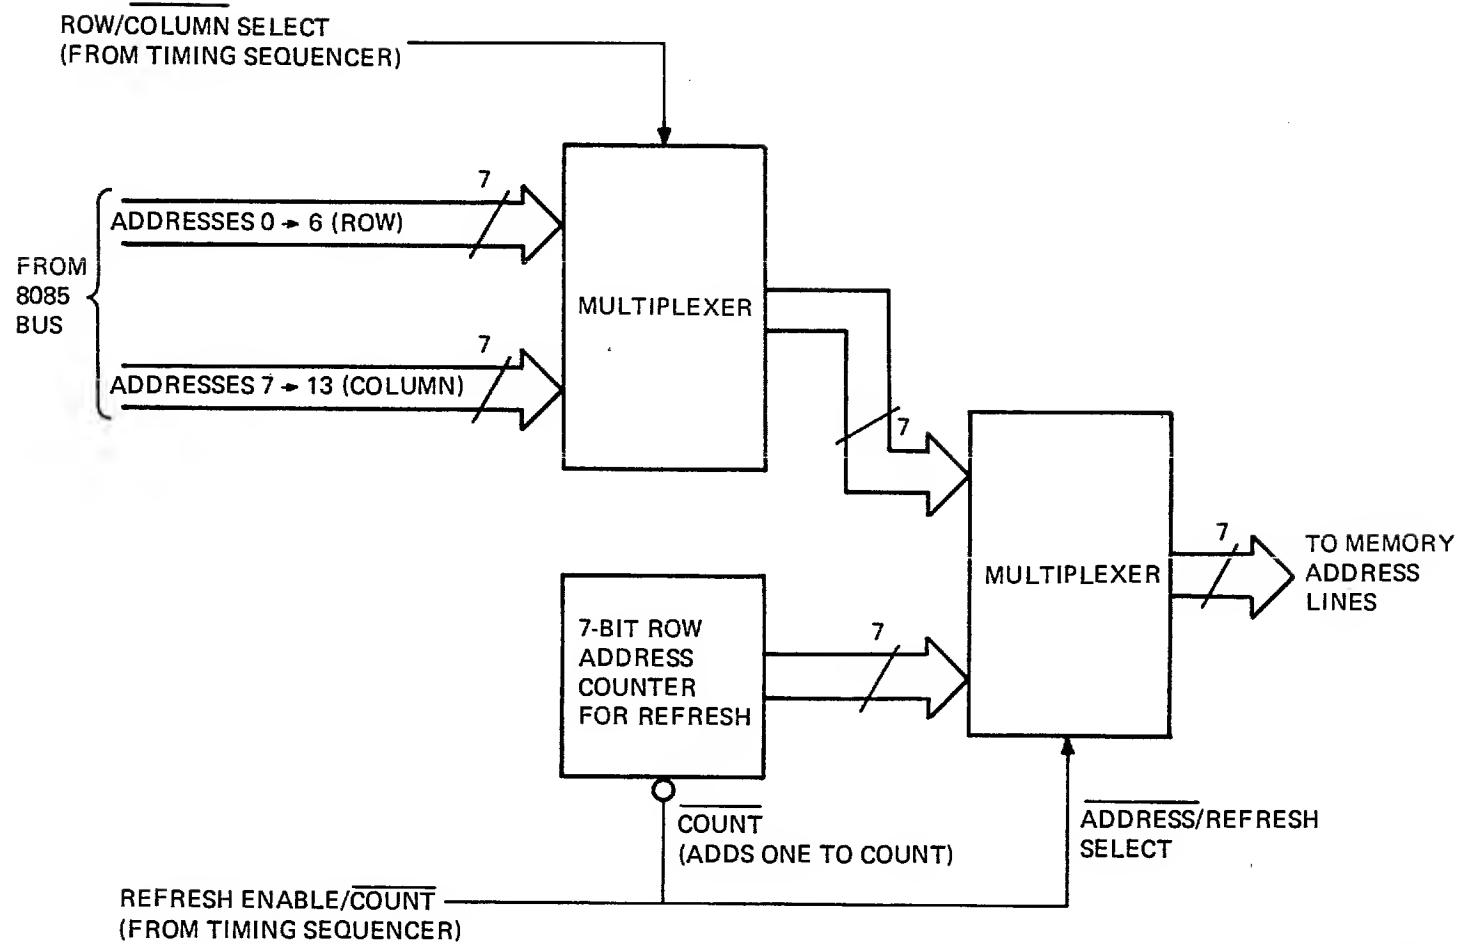 ROW/COLUMN SELECT
(FROM TIMING SEQUENCER)
7
ADDRESSES 0 → 6 (ROW)
FROM
8085
BUS
MULTIPLEXER
7
ADDRESSES 7 → 13 (COLUMN)
7
7
TO MEMORY
ADDRESS
LINES
MULTIPLEXER
7-BIT ROW
ADDRESS
COUNTER
FOR REFRESH
7
COUNT
(ADDS ONE TO COUNT)
ADDRESS/REFRESH
SELECT
REFRESH ENABLE/COUNT
(FROM TIMING SEQUENCER)